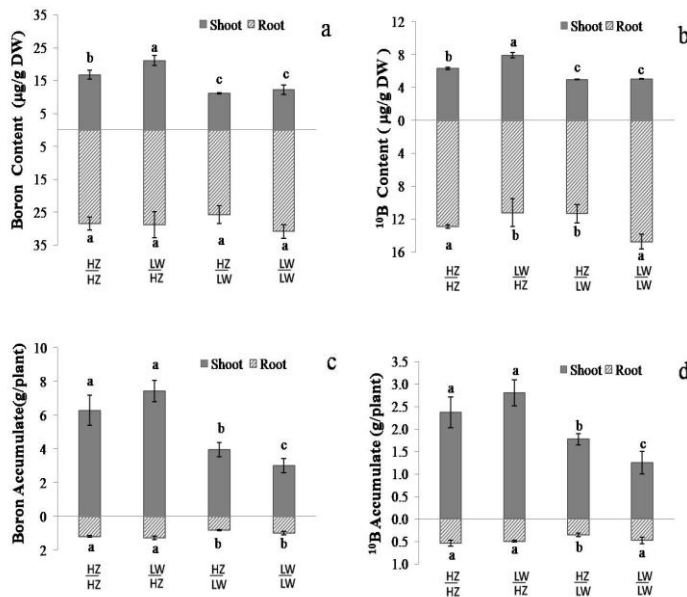 Boron Content (µg/g DW)
35
25
15
5
15
25
35
■Shoot ▨Root
a
b
a
c
c
a
a
a
a
HZ
HZ
LW
HZ
HZ
LW
LW
LW
¹⁰B Content ( µg/g DW)
12
8
4
0
4
8
12
16
■Shoot ▨Root
b
b
a
c
c
a
b
b
a
HZ
HZ
LW
HZ
HZ
LW
LW
LW
Boron Accumulate(g/plant)
10
8
6
4
2
0
2
■Shoot ▨Root
c
a
a
b
c
a
a
b
b
HZ
HZ
LW
HZ
HZ
LW
LW
LW
¹⁰B Accumulate (g/plant)
3.5
3.0
2.5
2.0
1.5
1.0
0.5
0.0
0.5
1.0
■Shoot ▨Root
d
a
a
b
c
a
a
b
a
HZ
HZ
LW
HZ
HZ
LW
LW
LW